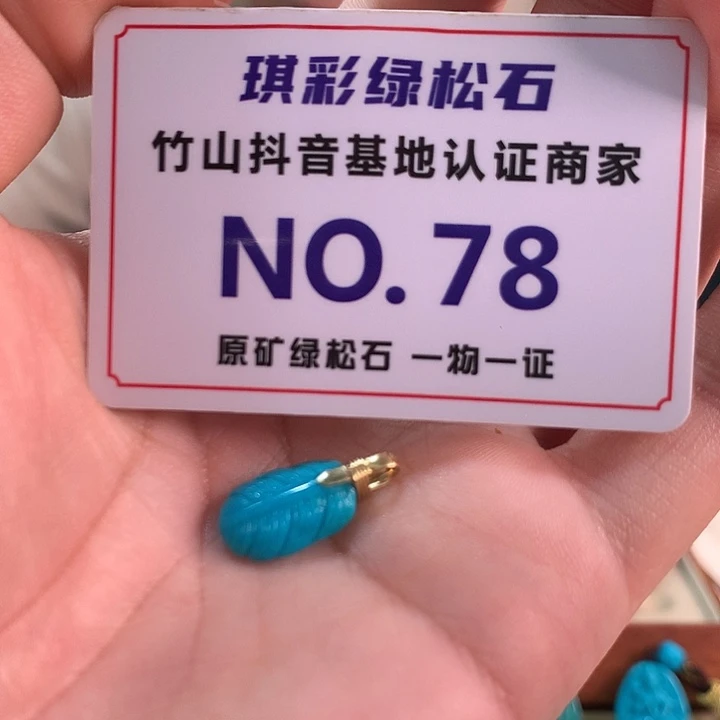 琪彩绿松石
竹山抖音基地认证商家
NO.78
原矿绿松石 一物一证